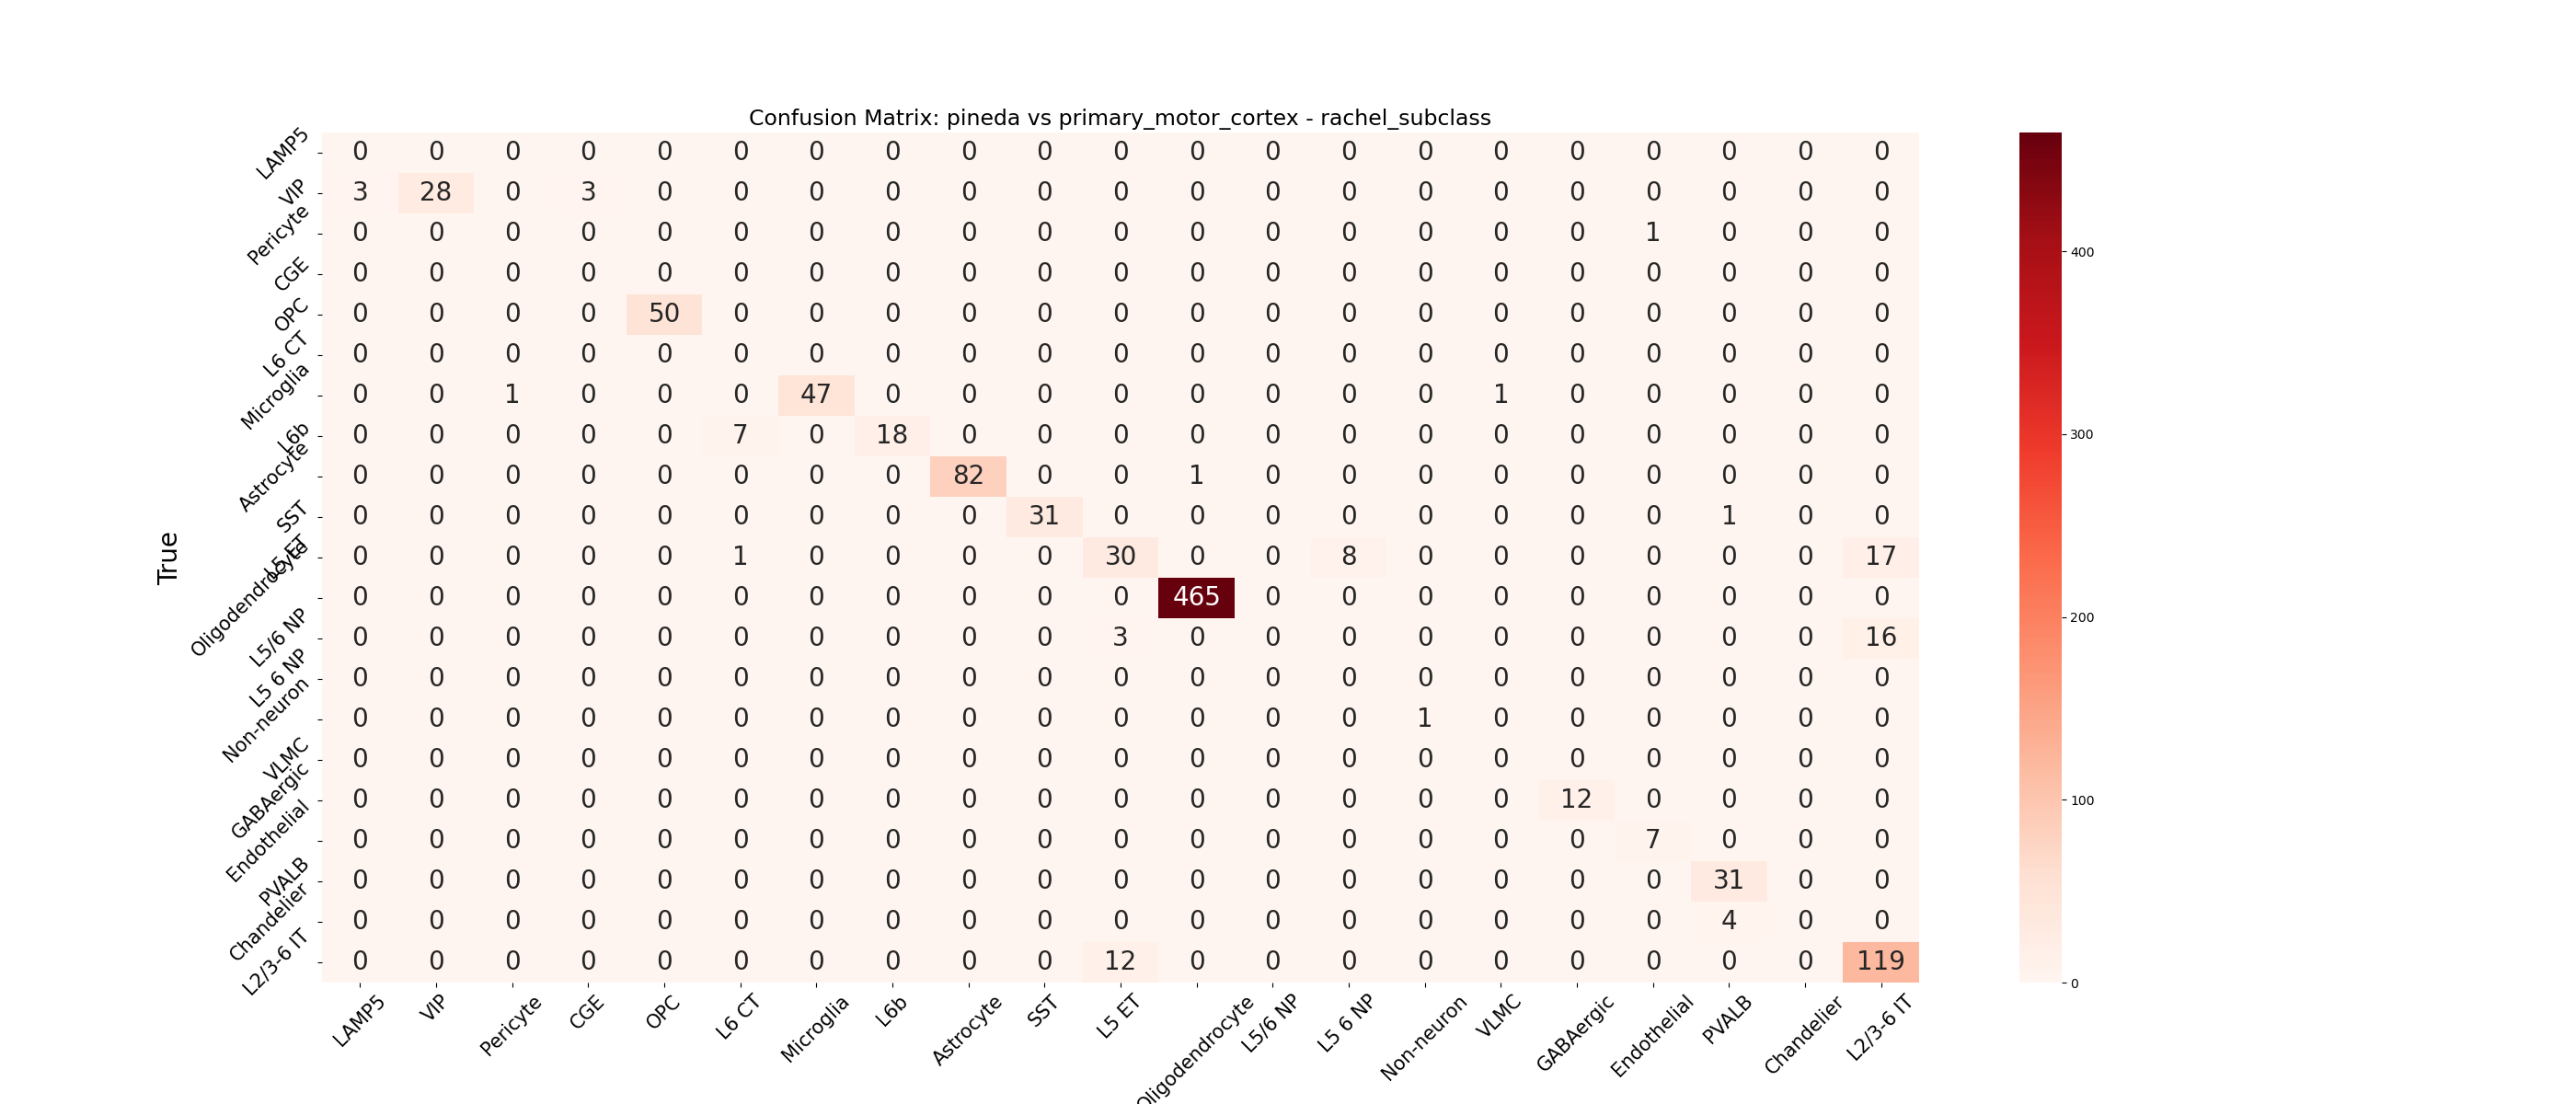 Confusion Matrix: pineda vs primary_motor_cortex - rachel_subclass
True
LAMP5 0 0 0 0 0 0 0 0 0 0 0 0 0 0 0 0 0 0 0 0 0
VIP 3 28 0 3 0 0 0 0 0 0 0 0 0 0 0 0 0 0 0 0 0
Pericyte 0 0 0 0 0 0 0 0 0 0 0 0 0 0 0 0 0 1 0 0 0
CGE 0 0 0 0 0 0 0 0 0 0 0 0 0 0 0 0 0 0 0 0 0
OPC 0 0 0 0 50 0 0 0 0 0 0 0 0 0 0 0 0 0 0 0 0
L6 CT 0 0 0 0 0 0 0 0 0 0 0 0 0 0 0 0 0 0 0 0 0
Microglia 0 0 1 0 0 0 47 0 0 0 0 0 0 0 0 1 0 0 0 0 0
L6b 0 0 0 0 0 7 0 18 0 0 0 0 0 0 0 0 0 0 0 0 0
Astrocyte 0 0 0 0 0 0 0 0 82 0 0 1 0 0 0 0 0 0 0 0 0
SST 0 0 0 0 0 0 0 0 0 31 0 0 0 0 0 0 0 0 1 0 0
L5 ET 0 0 0 0 0 1 0 0 0 0 30 0 0 8 0 0 0 0 0 0 17
Oligodendrocyte 0 0 0 0 0 0 0 0 0 0 0 465 0 0 0 0 0 0 0 0 0
L5/6 NP 0 0 0 0 0 0 0 0 0 0 3 0 0 0 0 0 0 0 0 0 16
L5 6 NP 0 0 0 0 0 0 0 0 0 0 0 0 0 0 0 0 0 0 0 0 0
Non-neuron 0 0 0 0 0 0 0 0 0 0 0 0 0 0 1 0 0 0 0 0 0
VLMC 0 0 0 0 0 0 0 0 0 0 0 0 0 0 0 0 0 0 0 0 0
GABAergic 0 0 0 0 0 0 0 0 0 0 0 0 0 0 0 0 12 0 0 0 0
Endothelial 0 0 0 0 0 0 0 0 0 0 0 0 0 0 0 0 0 7 0 0 0
PVALB 0 0 0 0 0 0 0 0 0 0 0 0 0 0 0 0 0 0 31 0 0
Chandelier 0 0 0 0 0 0 0 0 0 0 0 0 0 0 0 0 0 0 4 0 0
L2/3-6 IT 0 0 0 0 0 0 0 0 0 0 12 0 0 0 0 0 0 0 0 0 119
LAMP5 VIP Pericyte CGE OPC L6 CT Microglia L6b Astrocyte SST L5 ET Oligodendrocyte L5/6 NP L5 6 NP Non-neuron VLMC GABAergic Endothelial PVALB Chandelier L2/3-6 IT
400
300
200
100
0